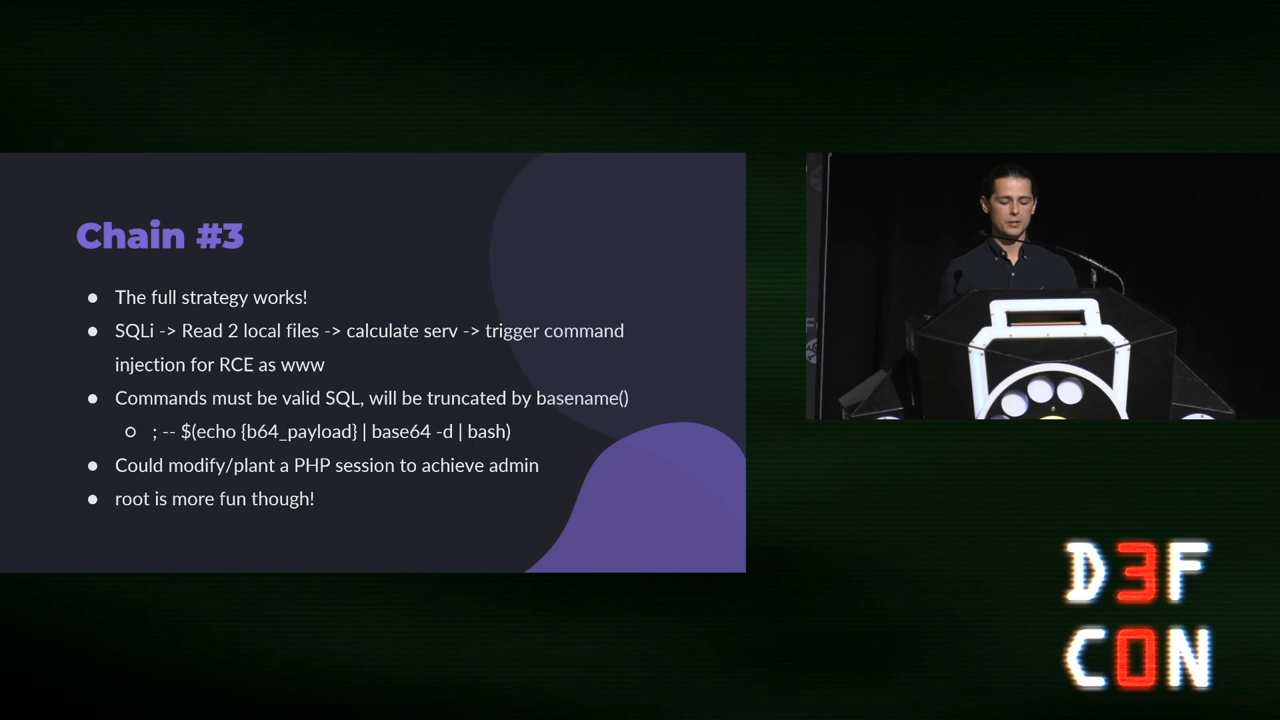 Chain #3
● The full strategy works!
● SQLi -> Read 2 local files -> calculate serv -> trigger command
injection for RCE as www
● Commands must be valid SQL, will be truncated by basename()
○ ; -- $(echo {b64_payload} | base64 -d | bash)
● Could modify/plant a PHP session to achieve admin
● root is more fun though!
D3F
C0N